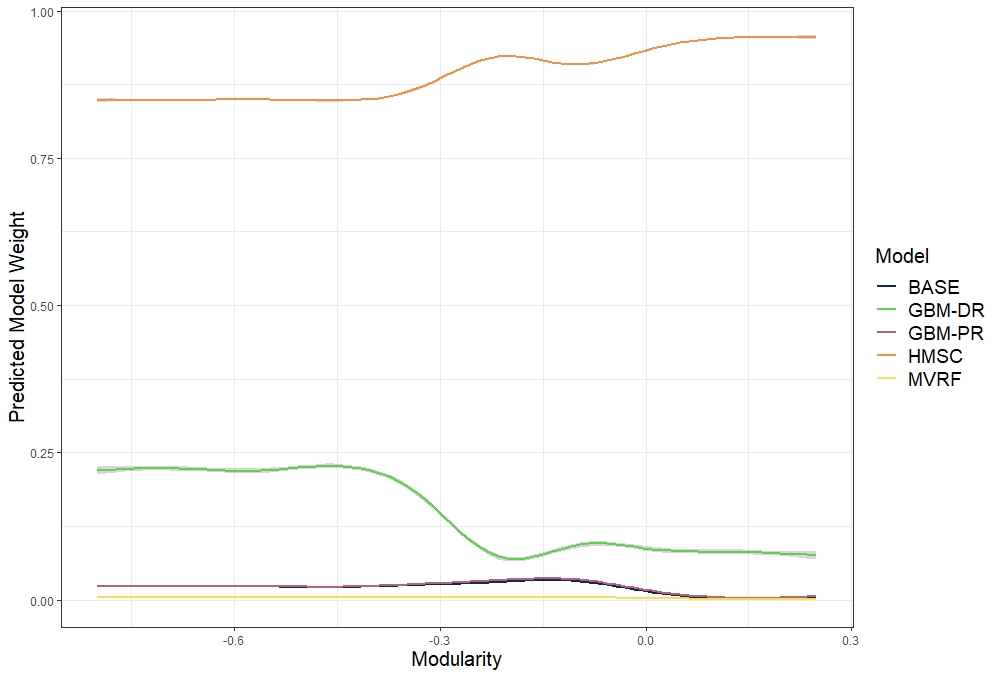 1.00
0.75
0.50
0.25
0.00
Predicted Model Weight
-0.6
-0.3
0.0
0.3
Modularity
Model
BASE
GBM-DR
GBM-PR
HMSC
MVRF